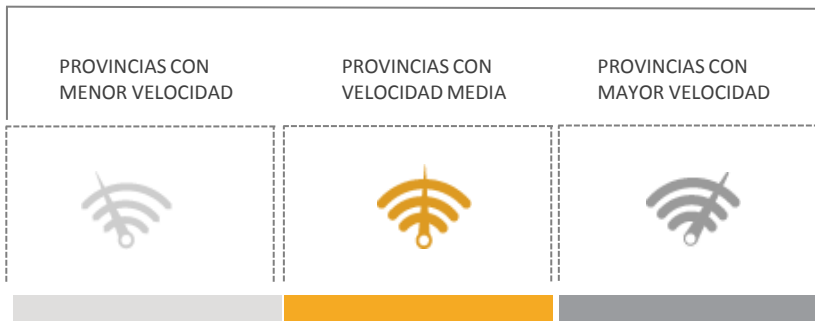 PROVINCIAS CON
MENOR VELOCIDAD
PROVINCIAS CON
VELOCIDAD MEDIA
PROVINCIAS CON
MAYOR VELOCIDAD